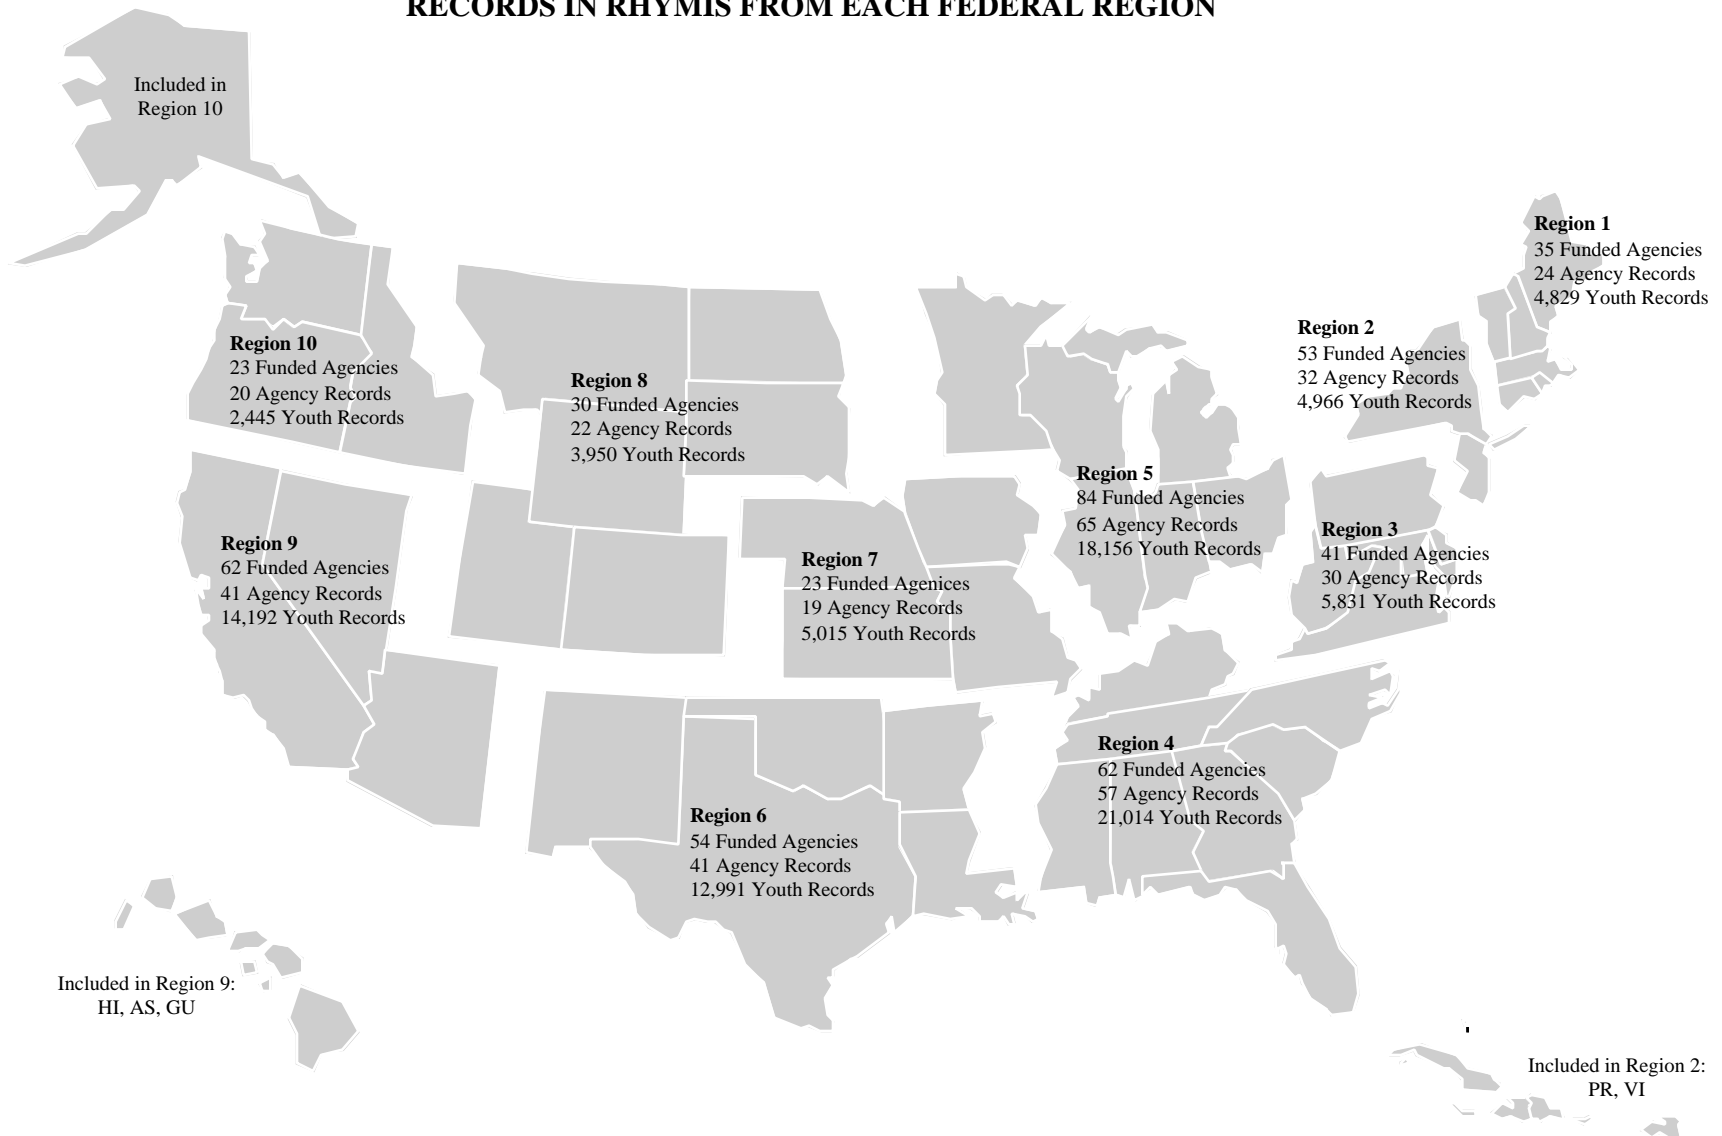 RECORDS IN RHYMIS FROM EACH FEDERAL REGION
Included in
Region 10
Region 1
35 Funded Agencies
24 Agency Records
4,829 Youth Records
Region 2
53 Funded Agencies
32 Agency Records
4,966 Youth Records
Region 10
23 Funded Agencies
20 Agency Records
2,445 Youth Records
Region 8
30 Funded Agencies
22 Agency Records
3,950 Youth Records
Region 5
84 Funded Agencies
65 Agency Records
18,156 Youth Records
Region 3
41 Funded Agencies
30 Agency Records
5,831 Youth Records
Region 9
62 Funded Agencies
41 Agency Records
14,192 Youth Records
Region 7
23 Funded Agenices
19 Agency Records
5,015 Youth Records
Region 4
62 Funded Agencies
57 Agency Records
21,014 Youth Records
Region 6
54 Funded Agencies
41 Agency Records
12,991 Youth Records
Included in Region 9:
HI, AS, GU
Included in Region 2:
PR, VI